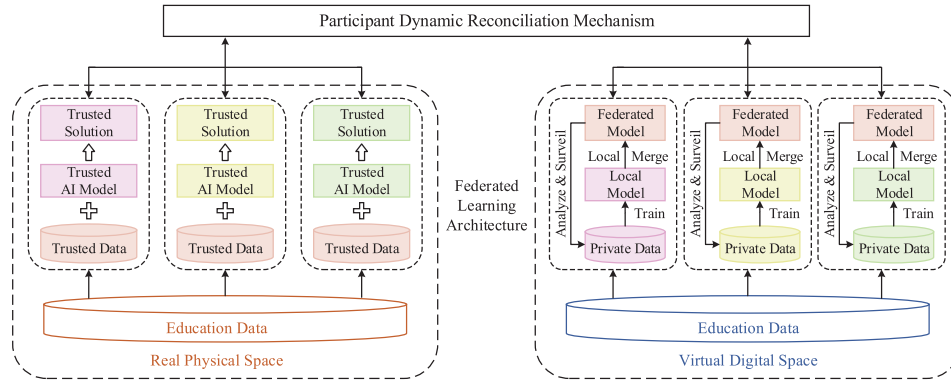 Participant Dynamic Reconciliation Mechanism
Trusted
Solution
Trusted
AI Model
Trusted Data
Trusted
Solution
Trusted
AI Model
Trusted Data
Trusted
Solution
Trusted
AI Model
Trusted Data
Education Data
Real Physical Space
Federated
Learning
Architecture
Federated
Model
Local Merge
Local
Model
Train
Private Data
Analyze & Surveil
Federated
Model
Local Merge
Local
Model
Train
Private Data
Analyze & Surveil
Federated
Model
Local Merge
Local
Model
Train
Private Data
Analyze & Surveil
Education Data
Virtual Digital Space